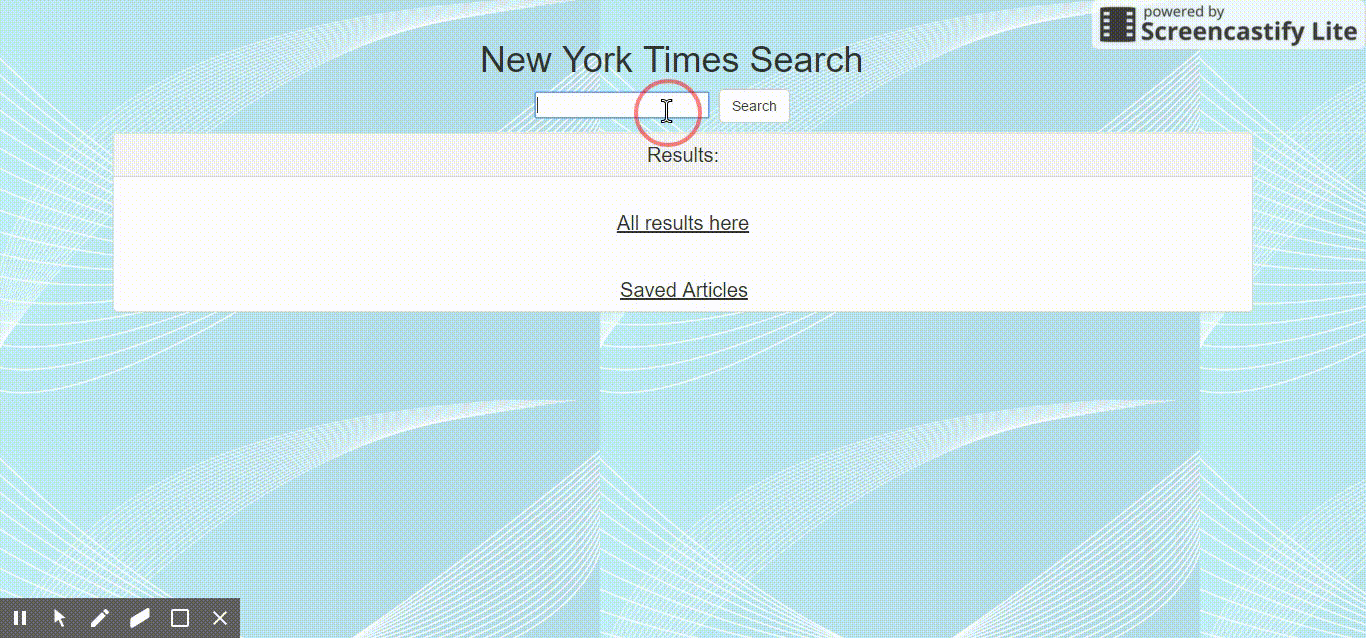 powered by
Screencastify Lite
New York Times Search
Search
Results:
All results here
Saved Articles